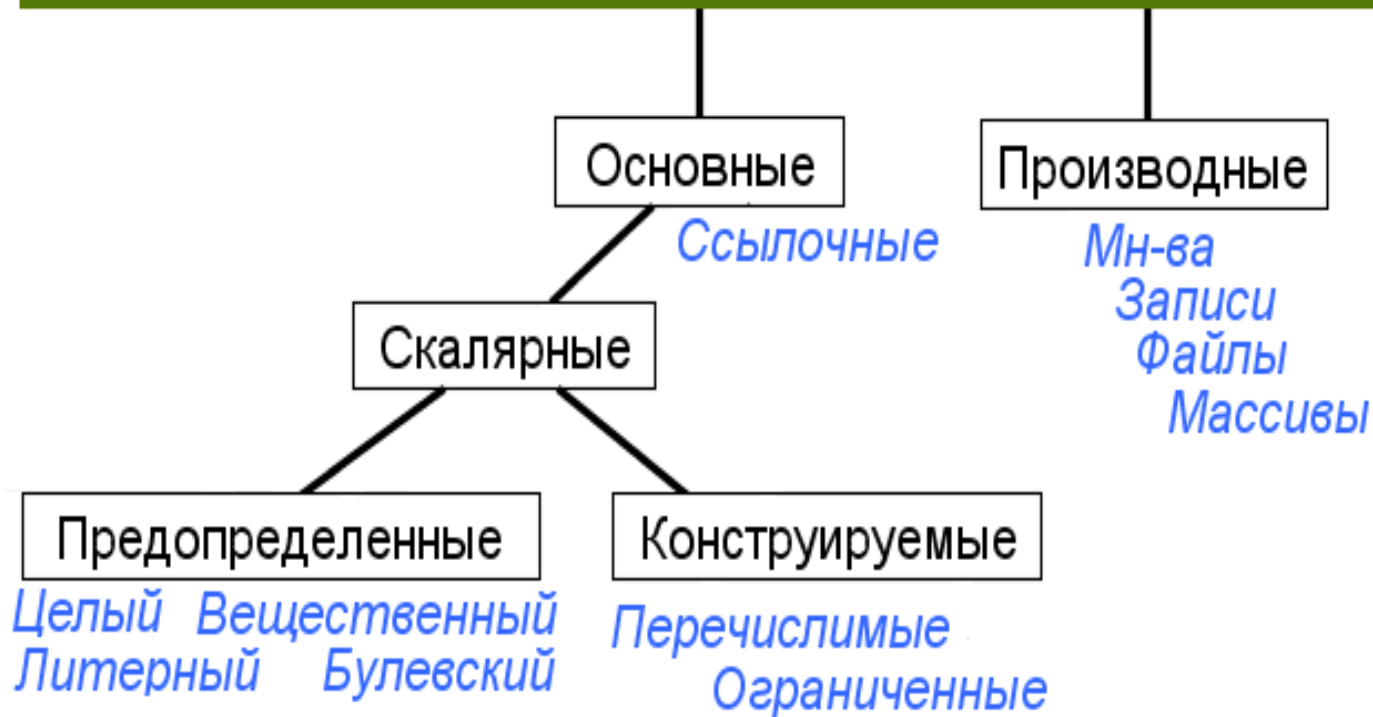 Основные
Производные
Ссылочные
Мн-ва
Записи
Файлы
Массивы
Скалярные
Предопределенные
Конструируемые
Целый Вещественный
Литерный Булевский
Перечислимые
Ограниченные